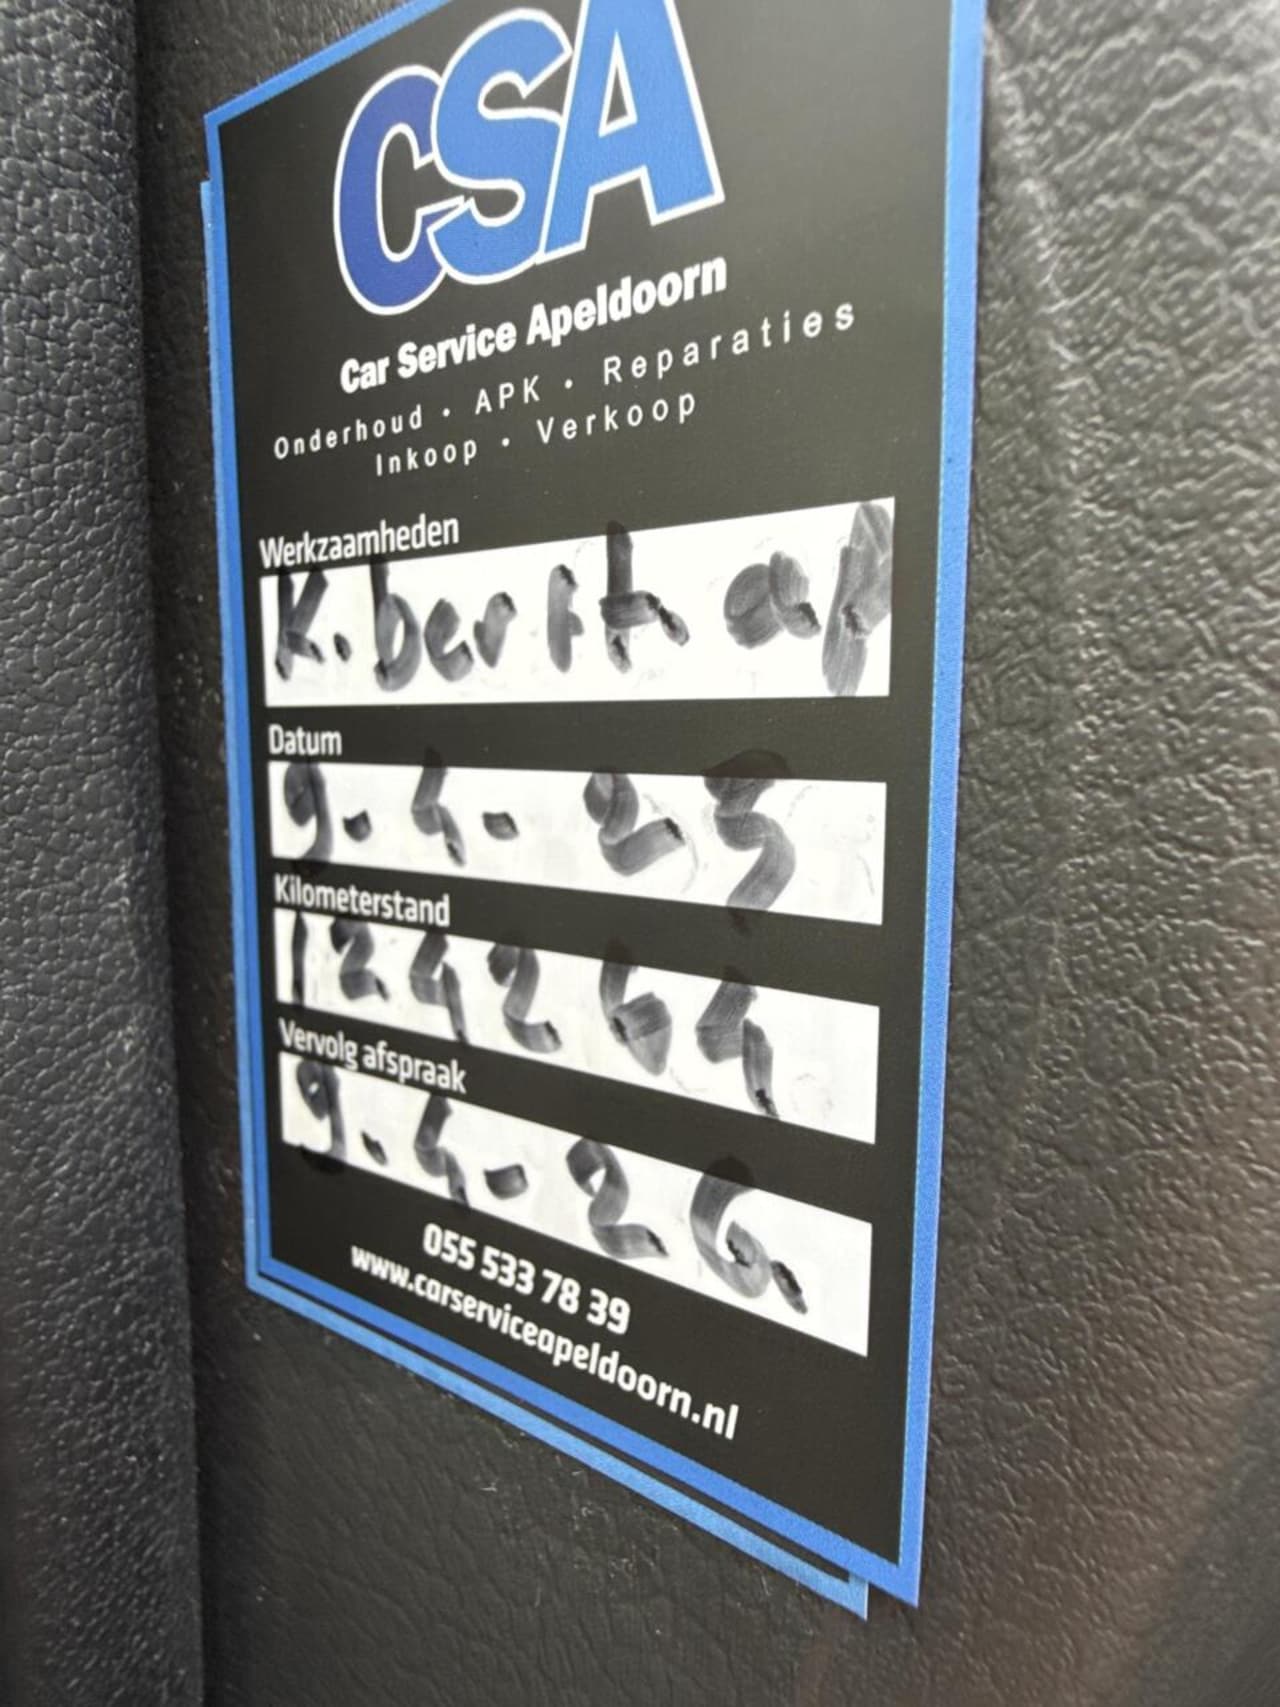 CSA
Car Service Apeldoorn
Onderhoud • APK • Reparaties
Inkoop • Verkoop
Werkzaamheden
K.
Datum
9-4-25
Kilometerstand
124264
Vervolg afspraak
9-4-26
055 533 78 39
www.carserviceapeldoorn.nl